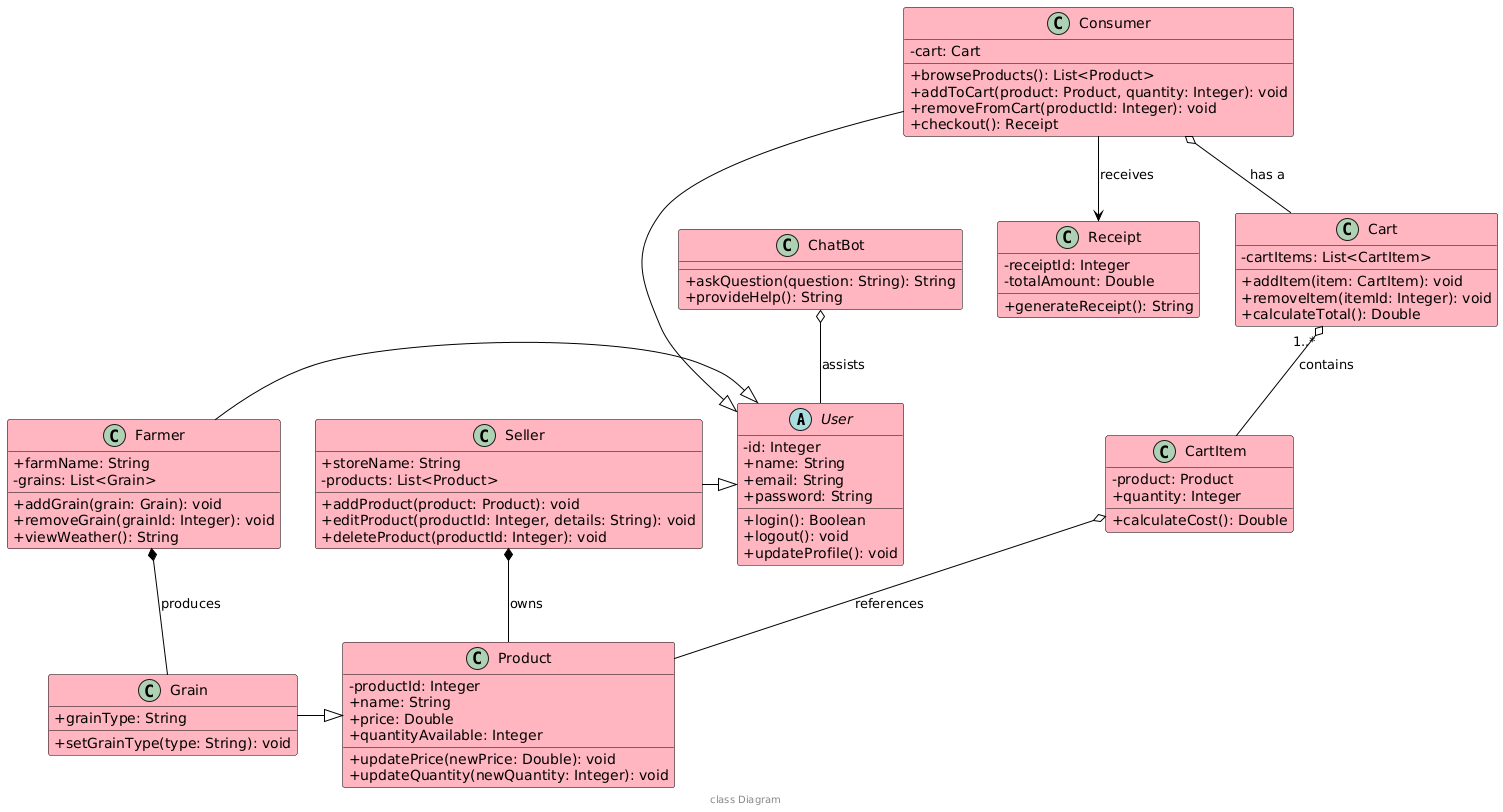 C Consumer
-cart: Cart
+browseProducts(): List<Product>
+addToCart(product: Product, quantity: Integer): void
+removeFromCart(productId: Integer): void
+checkout(): Receipt
receives
has a
C ChatBot
+askQuestion(question: String): String
+provideHelp(): String
C Receipt
-receiptId: Integer
-totalAmount: Double
+generateReceipt(): String
C Cart
-cartItems: List<CartItem>
+addItem(item: CartItem): void
+removeItem(itemId: Integer): void
+calculateTotal(): Double
assists
1..*
contains
C Farmer
+farmName: String
-grains: List<Grain>
+addGrain(grain: Grain): void
+removeGrain(grainId: Integer): void
+viewWeather(): String
C Seller
+storeName: String
-products: List<Product>
+addProduct(product: Product): void
+editProduct(productId: Integer, details: String): void
+deleteProduct(productId: Integer): void
A User
-id: Integer
+name: String
+email: String
+password: String
+login(): Boolean
+logout(): void
+updateProfile(): void
C CartItem
-product: Product
+quantity: Integer
+calculateCost(): Double
produces
owns
references
C Grain
+grainType: String
+setGrainType(type: String): void
C Product
-productId: Integer
+name: String
+price: Double
+quantityAvailable: Integer
+updatePrice(newPrice: Double): void
+updateQuantity(newQuantity: Integer): void
class Diagram